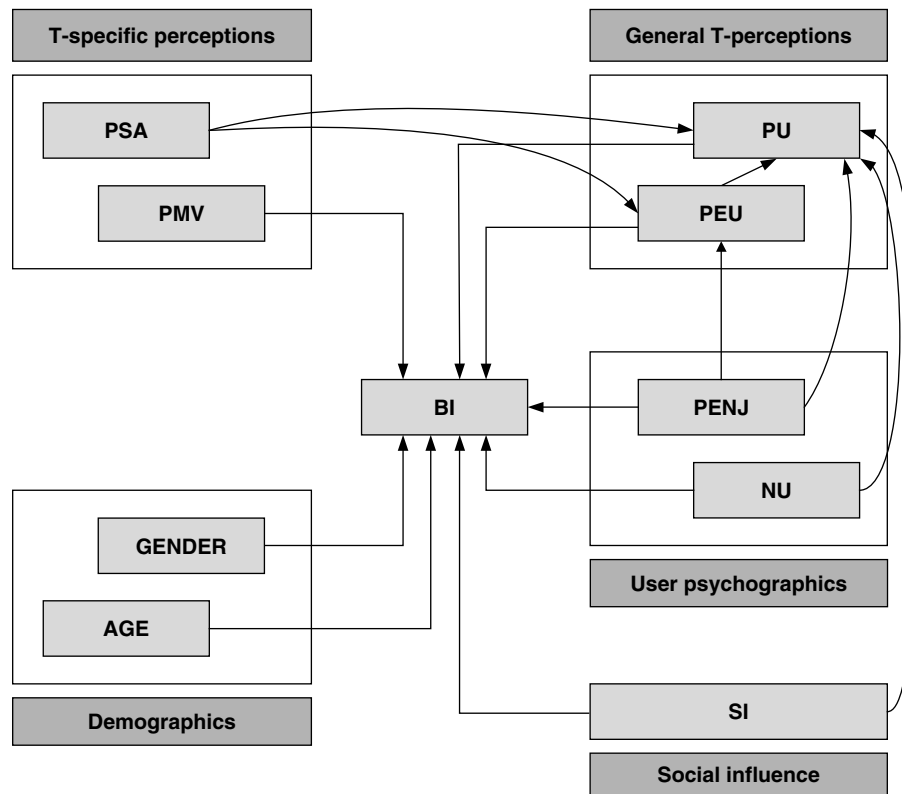 T-specific perceptions
General T-perceptions
PSA
PU
PMV
PEU
BI
PENJ
NU
GENDER
User psychographics
AGE
SI
Demographics
Social influence